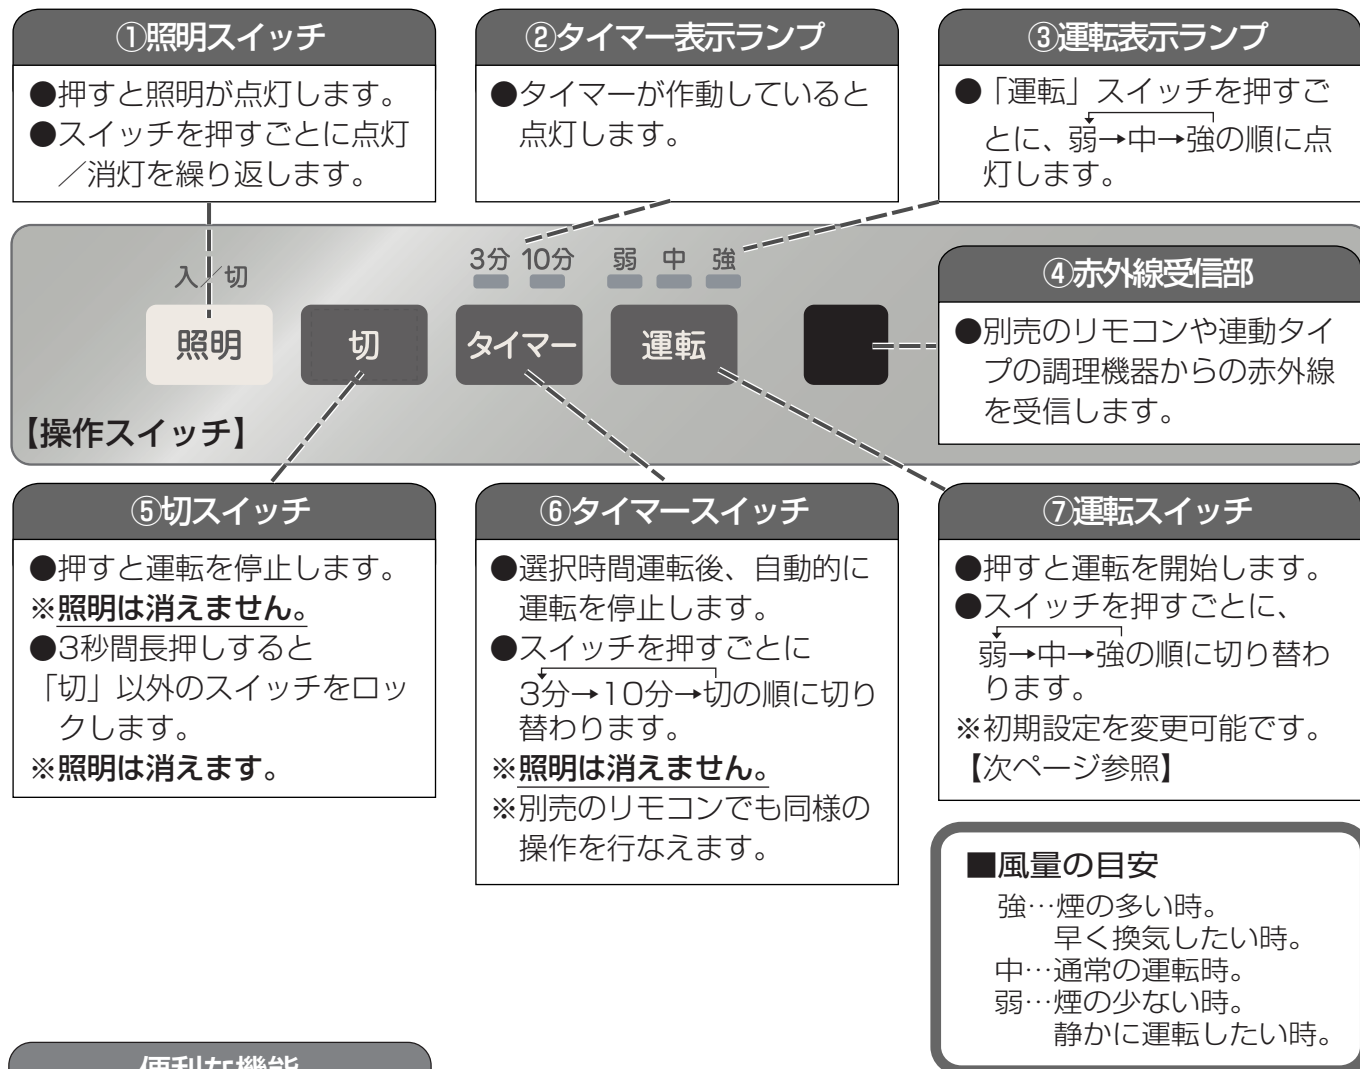 ①照明スイッチ
●押すと照明が点灯します。
●スイッチを押すごとに点灯
／消灯を繰り返します。
②タイマー表示ランプ
●タイマーが作動していると
点灯します。
③運転表示ランプ
●「運転」スイッチを押すご
とに、弱→中→強の順に点
灯します。
入／切
3分 10分 弱 中 強
照明 切 タイマー 運転
【操作スイッチ】
④赤外線受信部
●別売のリモコンや連動タイ
プの調理機器からの赤外線
を受信します。
⑤切スイッチ
●押すと運転を停止します。
※照明は消えません。
●3秒間長押しすると
「切」以外のスイッチをロッ
クします。
※照明は消えます。
⑥タイマースイッチ
●選択時間運転後、自動的に
運転を停止します。
●スイッチを押すごとに
3分→10分→切の順に切り
替わります。
※照明は消えません。
※別売のリモコンでも同様の
操作を行なえます。
⑦運転スイッチ
●押すと運転を開始します。
●スイッチを押すごとに、
弱→中→強の順に切り替わ
ります。
※初期設定を変更可能です。
【次ページ参照】
■風量の目安
強…煙の多い時。
早く換気したい時。
中…通常の運転時。
弱…煙の少ない時。
静かに運転したい時。
便利な機能